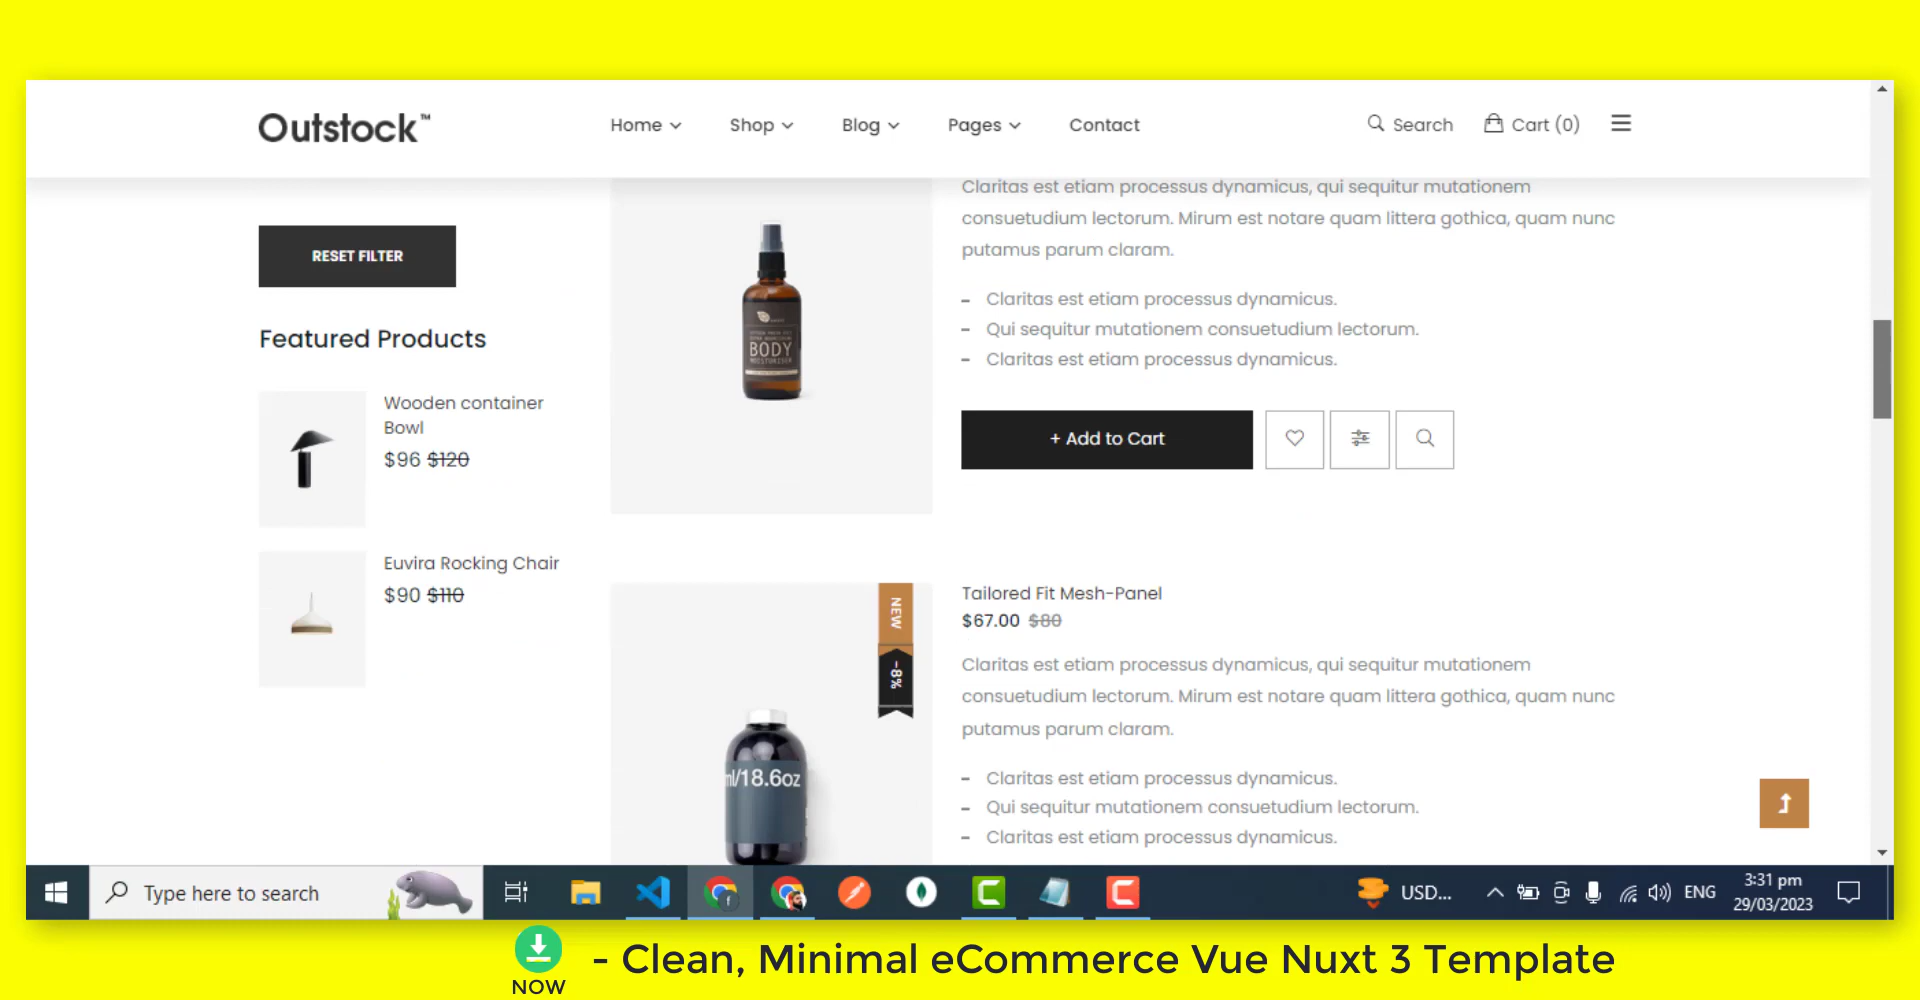 Outstock™
Home
Shop
Blog
Pages
Contact
Search
Cart (0)
RESET FILTER
Featured Products
Wooden container
Bowl
$96 $120
Euvira Rocking Chair
$90 $110
BODY
Claritas est etiam processus dynamicus, qui sequitur mutationem
consuetudium lectorum. Mirum est notare quam littera gothica, quam nunc
putamus parum claram.
- Claritas est etiam processus dynamicus.
- Qui sequitur mutationem consuetudium lectorum.
- Claritas est etiam processus dynamicus.
+ Add to Cart
NEW
-8%
ml/18.6oz
Tailored Fit Mesh-Panel
$67.00 $80
Claritas est etiam processus dynamicus, qui sequitur mutationem
consuetudium lectorum. Mirum est notare quam littera gothica, quam nunc
putamus parum claram.
- Claritas est etiam processus dynamicus.
- Qui sequitur mutationem consuetudium lectorum.
- Claritas est etiam processus dynamicus.
Type here to search
USD...
ENG
3:31 pm
29/03/2023
NOW
- Clean, Minimal eCommerce Vue Nuxt 3 Template